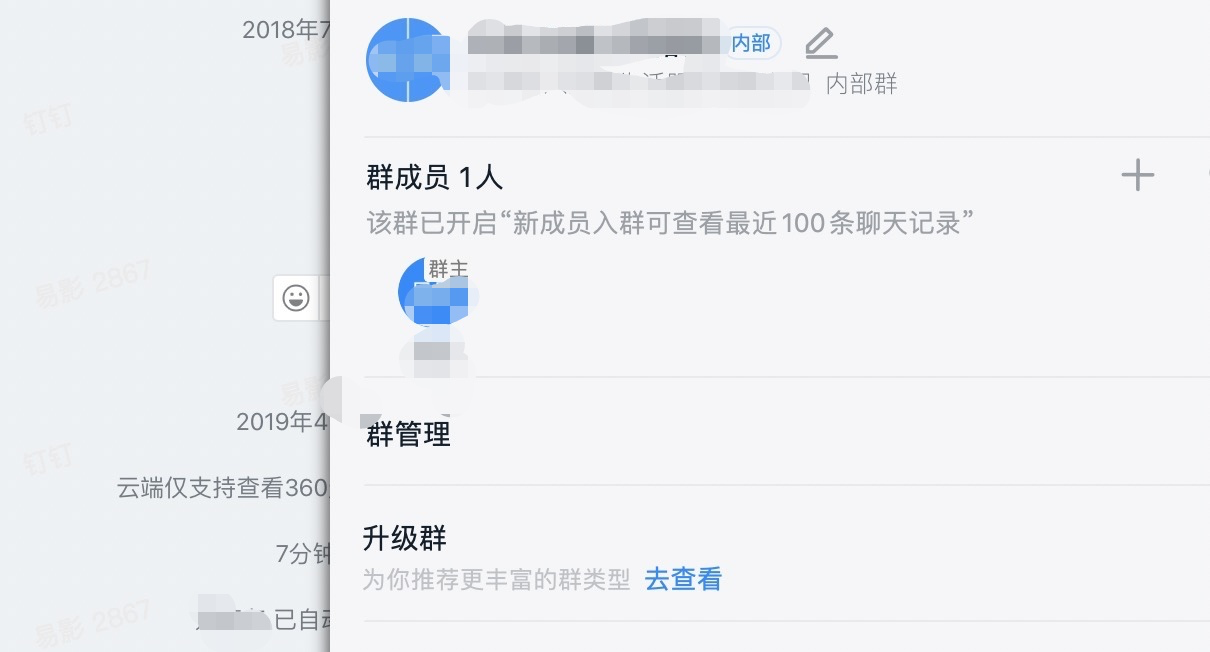 2018年7
易影
钉钉
易影 2867
易影
2019年4
钉钉
云端仅支持查看360
7分钟
已自动
易影 2867
内部
内部群
群成员 1人
该群已开启“新成员入群可查看最近100条聊天记录”
群主
群管理
升级群
为你推荐更丰富的群类型 去查看